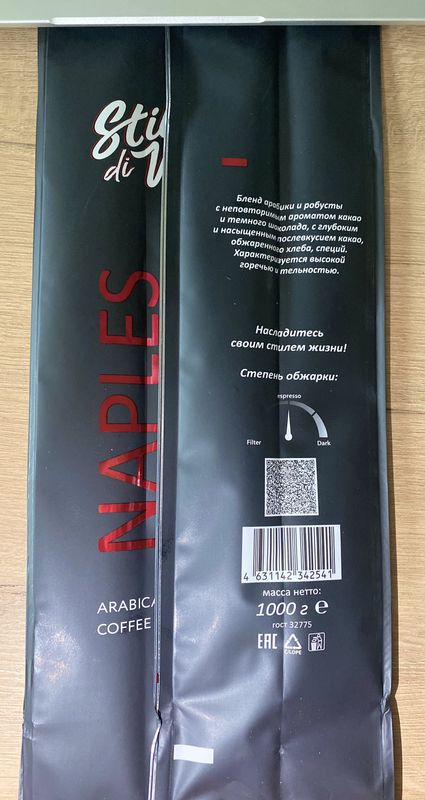 Sti
di V
NAPLES
ARABICA
COFFEE
Бленд арабики и робусты
с неповторимым ароматом какао
и темного шоколада, с глубоким
и насыщенным послевкусием какао,
обжаренного хлеба, специй.
Характеризуется высокой
горечью и тельностью.
Насладитесь
своим стилем жизни!
Степень обжарки:
espresso
Filter
Dark
4 631142 342541
масса нетто:
1000 г e
гост 32775
EAC
C/LDPE